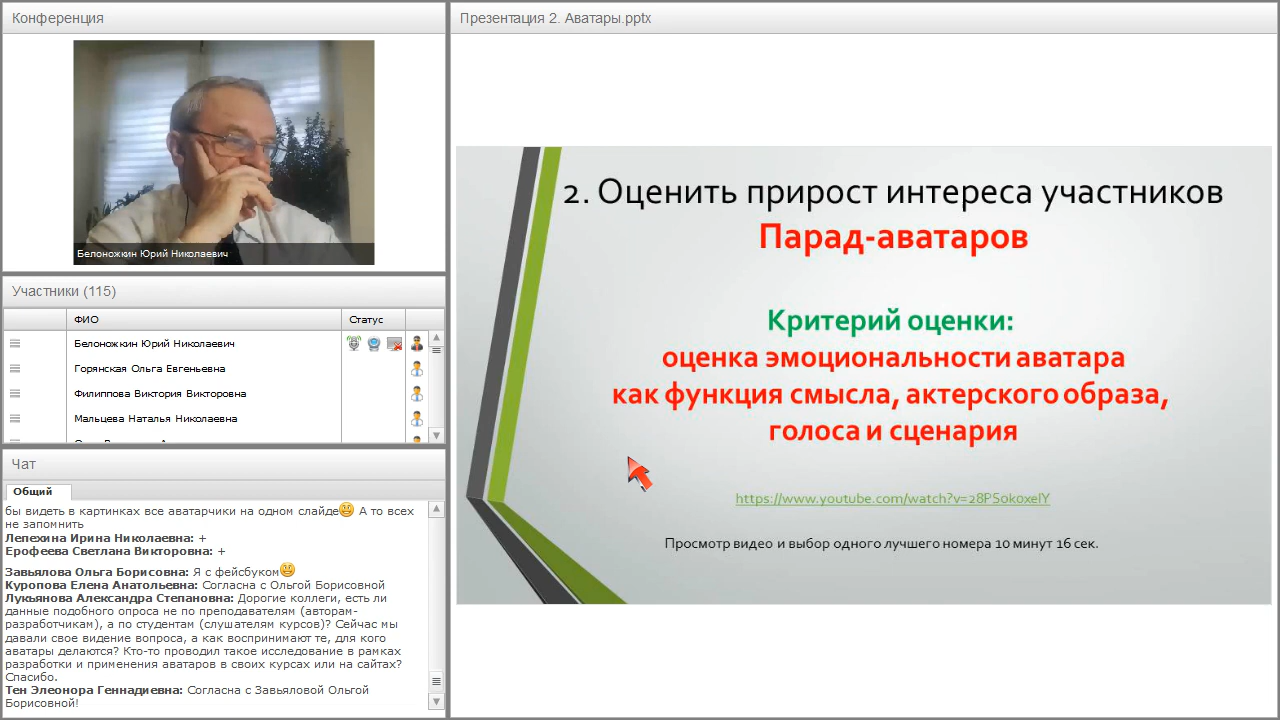 Конференция
Белоножкин Юрий Николаевич
Участники (115)
ФИО
Статус
Белоножкин Юрий Николаевич
Горянская Ольга Евгеньевна
Филиппова Виктория Викторовна
Мальцева Наталья Николаевна
Чат
Общий
бы видеть в картинках все аватарчики на одном слайде А то всех
не запомнить
Лепехина Ирина Николаевна: +
Ерофеева Светлана Викторовна: +
Завьялова Ольга Борисовна: Я с фейсбуком
Куропова Елена Анатольевна: Согласна с Ольгой Борисовной
Лукьянова Александра Степановна: Дорогие коллеги, есть ли
данные подобного опроса не по преподавателям (авторам-
разработчикам), а по студентам (слушателям курсов)? Сейчас мы
давали свое видение вопроса, а как воспринимают те, для кого
аватары делаются? Кто-то проводил такое исследование в рамках
разработки и применения аватаров в своих курсах или на сайтах?
Спасибо.
Тен Элеонора Геннадиевна: Согласна с Завьяловой Ольгой
Борисовной!
Презентация 2. Аватары.pptx
2. Оценить прирост интереса участников
Парад-аватаров
Критерий оценки:
оценка эмоциональности аватара
как функция смысла, актерского образа,
голоса и сценария
https://www.youtube.com/watch?v=28PSokoxelY
Просмотр видео и выбор одного лучшего номера 10 минут 16 сек.